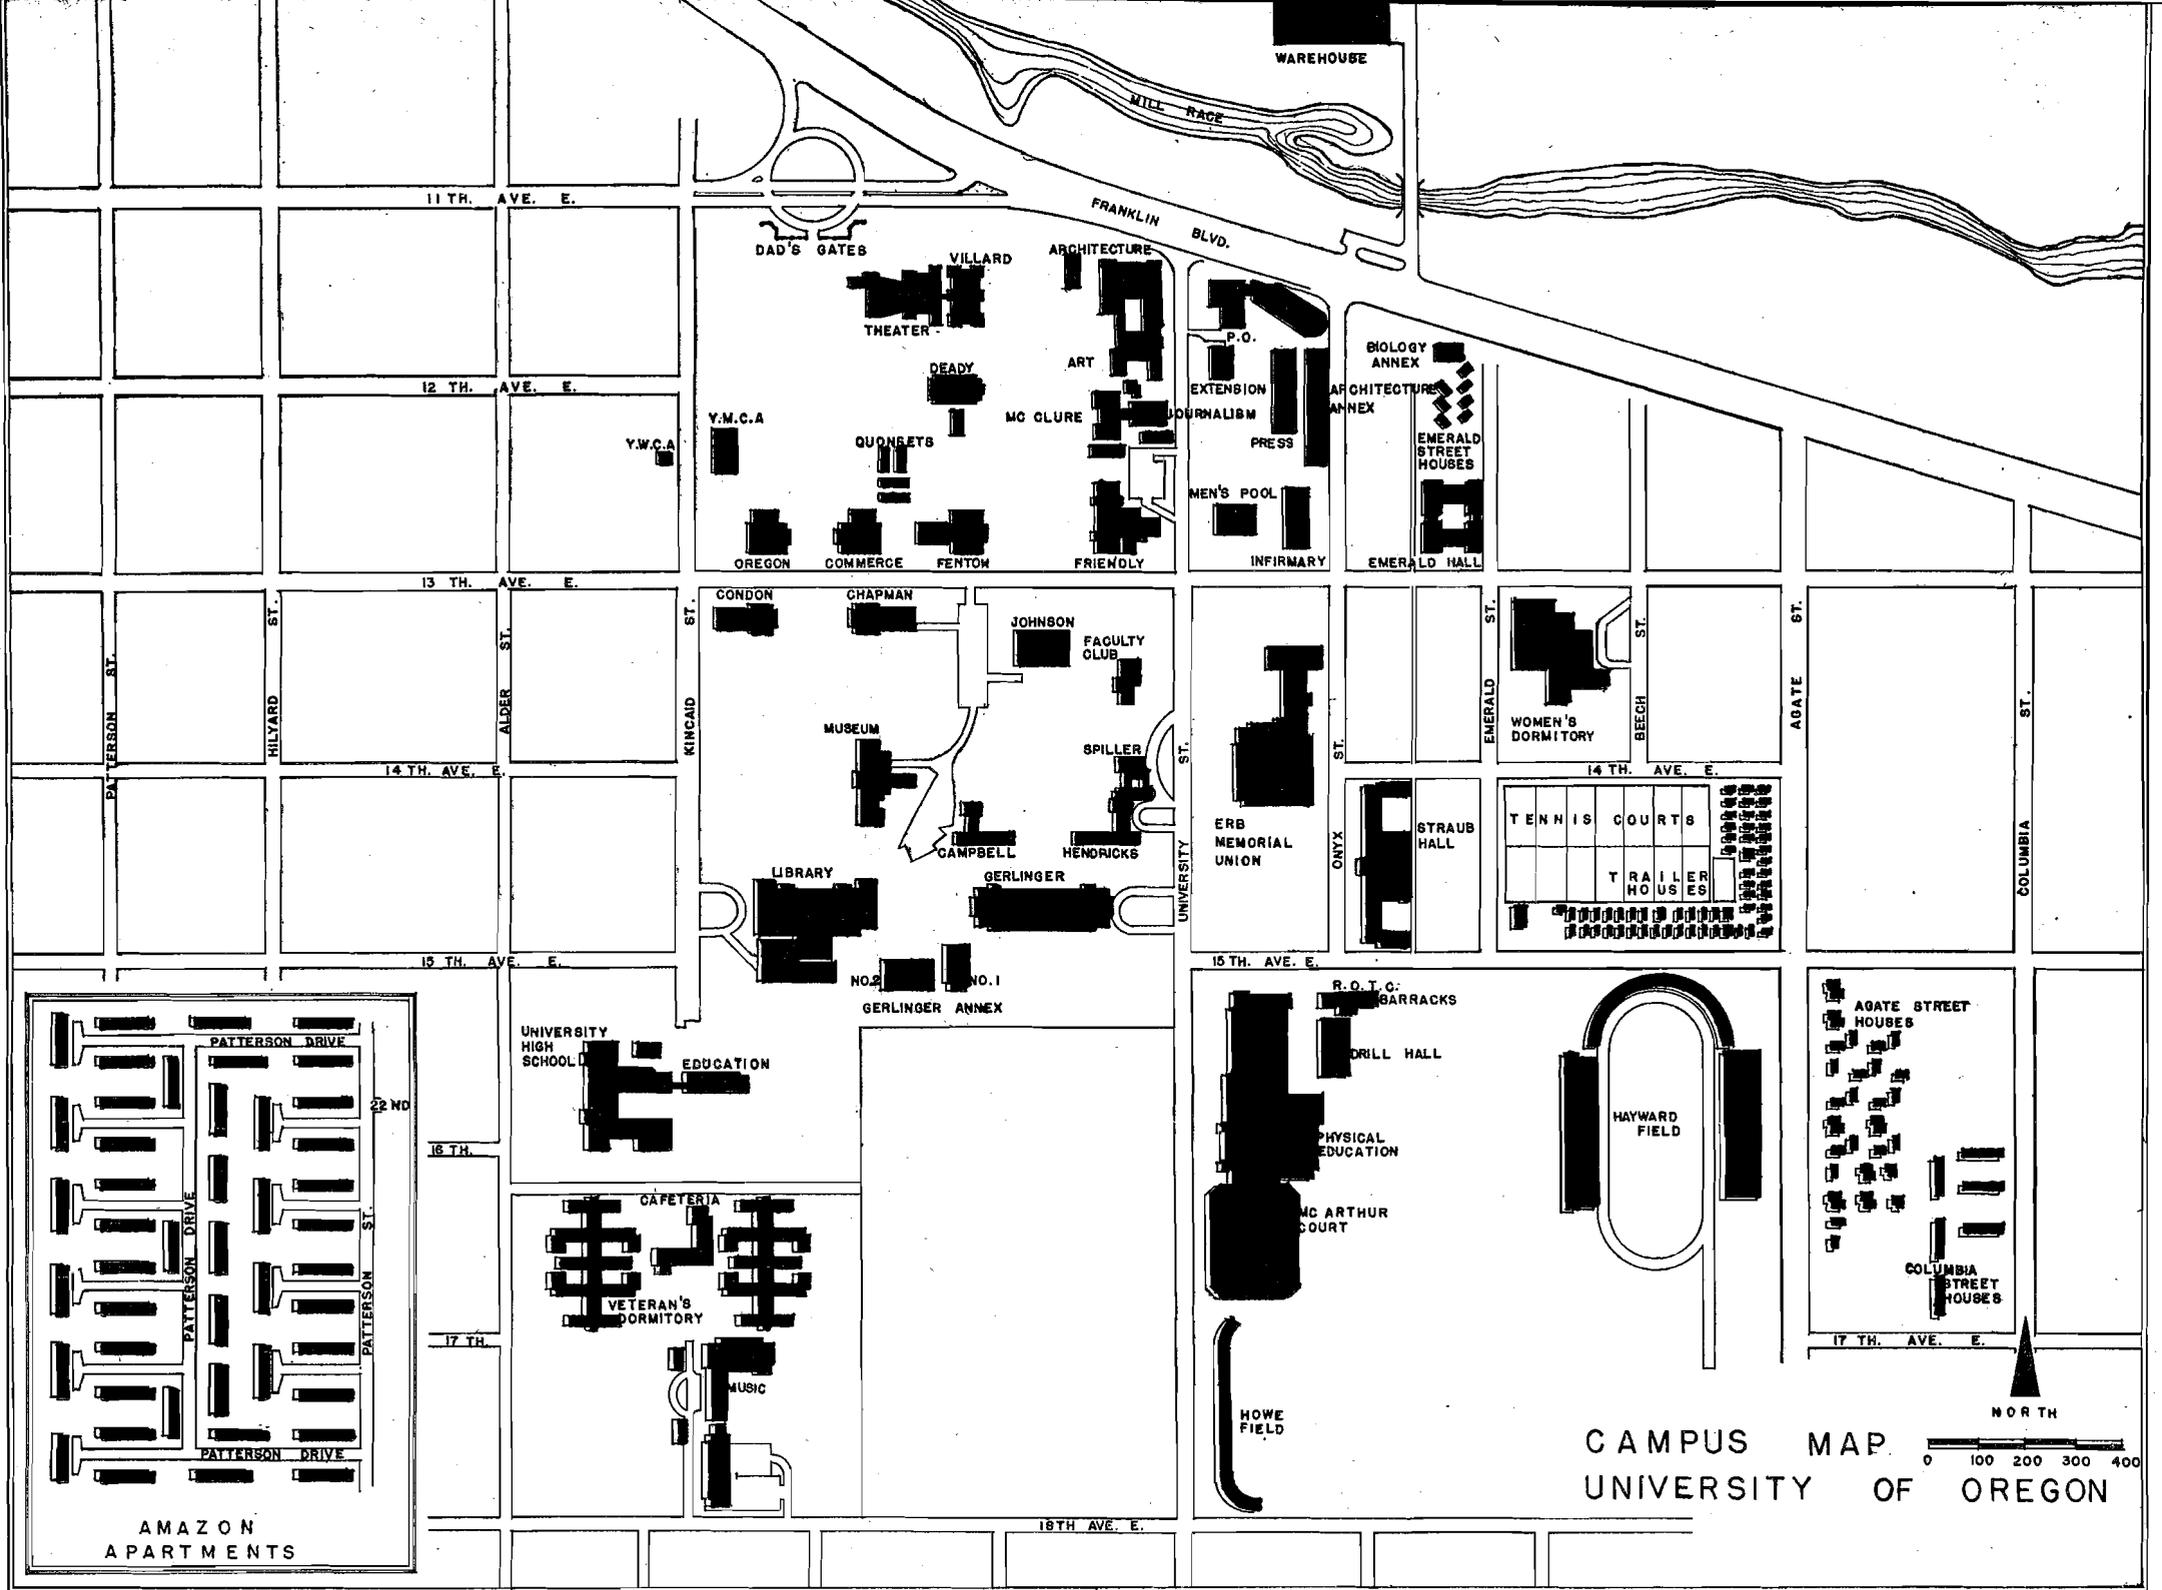 WAREHOUSE
MILL RACE
11 TH. AVE. E.
FRANKLIN BLVD.
DAD'S GATES
VILLARD
ARCHITECTURE
THEATER
P.O.
BIOLOGY
ANNEX
ART
DEADY
12 TH. AVE. E.
EXTENSION
ARCHITECTURE
ANNEX
Y.M.C.A
MC CLURE
JOURNALISM
Y.W.C.A
QUONSETS
PRESS
EMERALD
STREET
HOUSES
MEN'S POOL
OREGON
COMMERCE
FENTON
FRIENDLY
INFIRMARY
EMERALD HALL
13 TH. AVE. E.
CONDON
CHAPMAN
JOHNSON
FACULTY
CLUB
PATTERSON ST.
HILYARD ST.
ALDER ST.
KINCAID ST.
UNIVERSITY ST.
ONYX ST.
EMERALD ST.
BEECH ST.
AGATE ST.
COLUMBIA ST.
WOMEN'S
DORMITORY
MUSEUM
SPILLER
14 TH. AVE. E.
14 TH. AVE. E.
ERB
MEMORIAL
UNION
STRAUB
HALL
TENNIS COURTS
TRAILER
HOUSES
CAMPBELL
HENDRICKS
LIBRARY
GERLINGER
15 TH. AVE. E.
15 TH. AVE E.
NO.2
NO.1
GERLINGER ANNEX
R.O.T.C.
BARRACKS
AGATE STREET
HOUSES
UNIVERSITY
HIGH
SCHOOL
EDUCATION
DRILL HALL
PATTERSON DRIVE
22 ND
HAYWARD
FIELD
PHYSICAL
EDUCATION
16 TH.
CAFETERIA
MC ARTHUR
COURT
PATTERSON DRIVE
PATTERSON ST.
VETERAN'S
DORMITORY
COLUMBIA
STREET
HOUSES
17 TH.
17 TH. AVE. E.
MUSIC
HOWE
FIELD
NORTH
PATTERSON DRIVE
CAMPUS MAP
0 100 200 300 400
UNIVERSITY OF OREGON
18TH AVE. E.
AMAZON
APARTMENTS